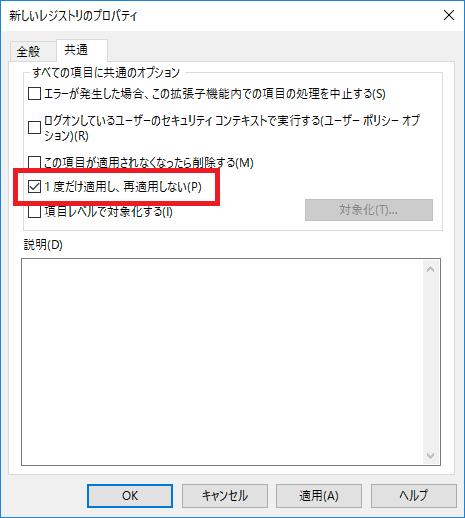 新しいレジストリのプロパティ
全般
共通
すべての項目に共通のオプション
エラーが発生した場合、この拡張子機能内での項目の処理を中止する(S)
ログオンしているユーザーのセキュリティ コンテキストで実行する(ユーザー ポリシー オプ
ション)(R)
この項目が適用されなくなったら削除する(M)
1 度だけ適用し、再適用しない(P)
項目レベルで対象化する(I)
対象化(T)...
説明(D)
OK
キャンセル
適用(A)
ヘルプ